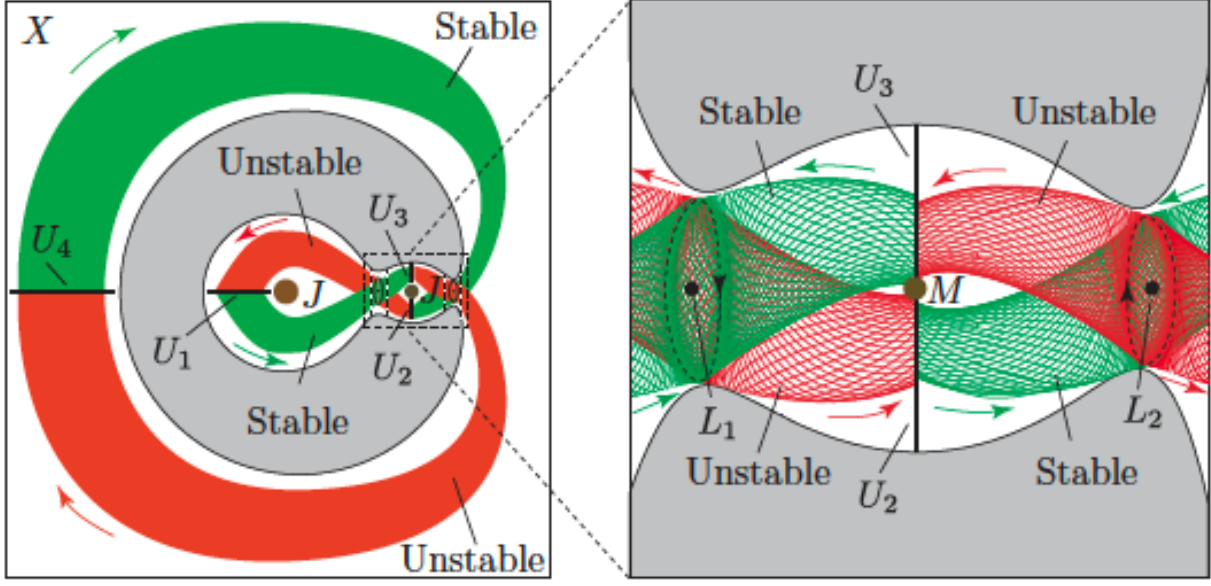 X
Stable
Unstable
U₃
U₄
J
U₁
U₂
Stable
Unstable
U₃
Stable
Unstable
M
L₁
L₂
Unstable
Stable
U₂